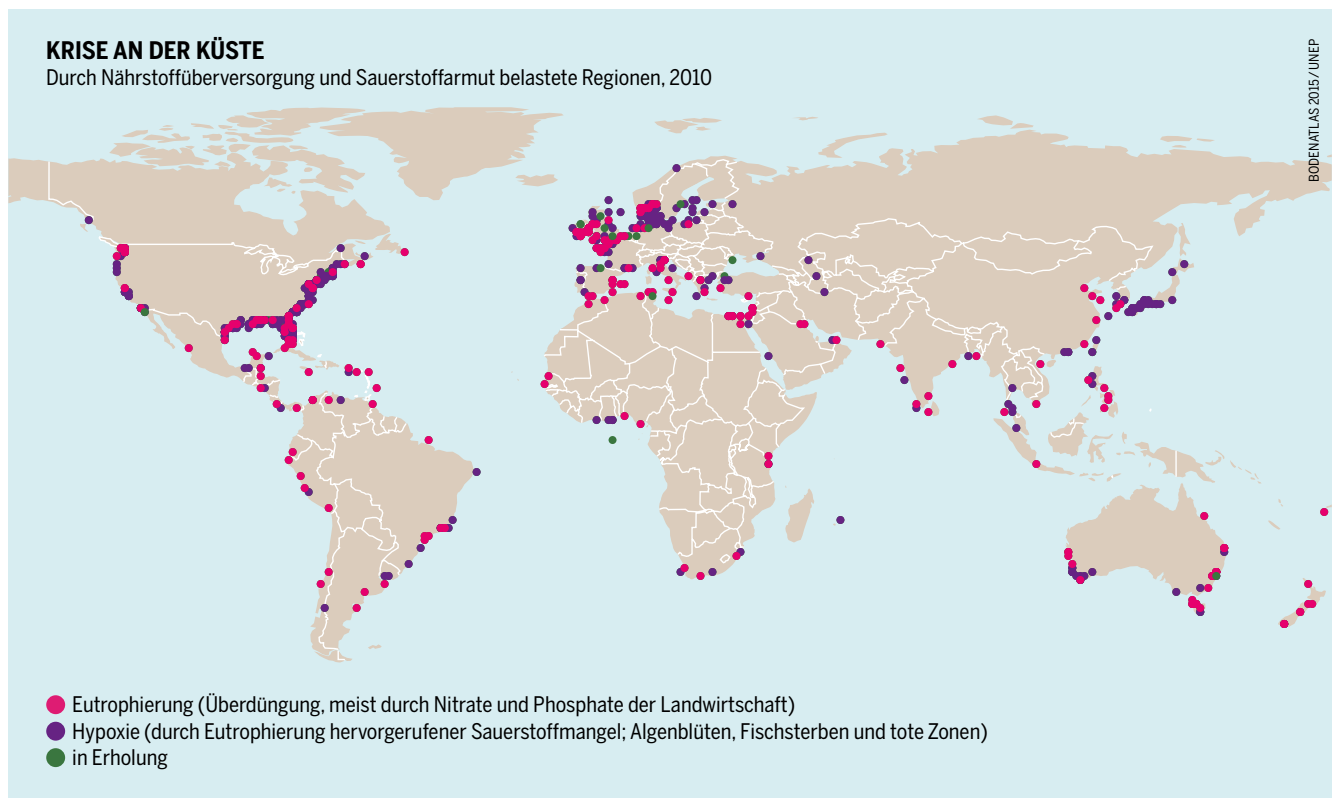 KRISE AN DER KÜSTE
Durch Nährstoffüberversorgung und Sauerstoffarmut belastete Regionen, 2010
BODENATLAS 2015 / UNEP
Eutrophierung (Überdüngung, meist durch Nitrate und Phosphate der Landwirtschaft)
Hypoxie (durch Eutrophierung hervorgerufener Sauerstoffmangel; Algenblüten, Fischsterben und tote Zonen)
in Erholung